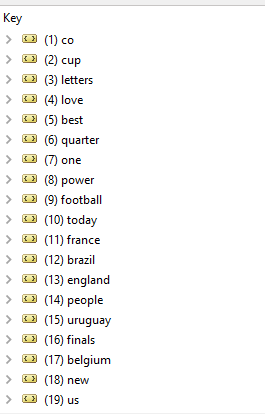 Key
(1) co
(2) cup
(3) letters
(4) love
(5) best
(6) quarter
(7) one
(8) power
(9) football
(10) today
(11) france
(12) brazil
(13) england
(14) people
(15) uruguay
(16) finals
(17) belgium
(18) new
(19) us